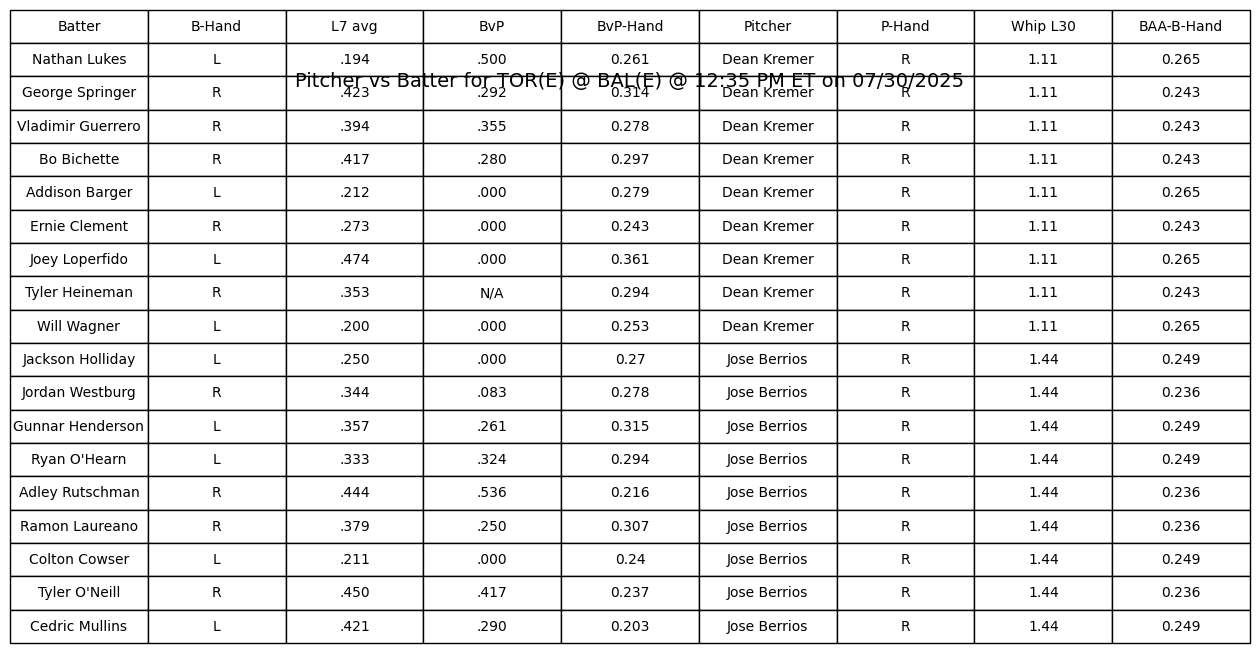 Batter B-Hand L7 avg BvP BvP-Hand Pitcher P-Hand Whip L30 BAA-B-Hand
Nathan Lukes L .194 .500 0.261 Dean Kremer R 1.11 0.265
Pitcher vs Batter for TOR(E) @ BAL(E) @ 12:35 PM ET on 07/30/2025
George Springer R .423 .292 0.314 Dean Kremer R 1.11 0.243
Vladimir Guerrero R .394 .355 0.278 Dean Kremer R 1.11 0.243
Bo Bichette R .417 .280 0.297 Dean Kremer R 1.11 0.243
Addison Barger L .212 .000 0.279 Dean Kremer R 1.11 0.265
Ernie Clement R .273 .000 0.243 Dean Kremer R 1.11 0.243
Joey Loperfido L .474 .000 0.361 Dean Kremer R 1.11 0.265
Tyler Heineman R .353 N/A 0.294 Dean Kremer R 1.11 0.243
Will Wagner L .200 .000 0.253 Dean Kremer R 1.11 0.265
Jackson Holliday L .250 .000 0.27 Jose Berrios R 1.44 0.249
Jordan Westburg R .344 .083 0.278 Jose Berrios R 1.44 0.236
Gunnar Henderson L .357 .261 0.315 Jose Berrios R 1.44 0.249
Ryan O'Hearn L .333 .324 0.294 Jose Berrios R 1.44 0.249
Adley Rutschman R .444 .536 0.216 Jose Berrios R 1.44 0.236
Ramon Laureano R .379 .250 0.307 Jose Berrios R 1.44 0.236
Colton Cowser L .211 .000 0.24 Jose Berrios R 1.44 0.249
Tyler O'Neill R .450 .417 0.237 Jose Berrios R 1.44 0.236
Cedric Mullins L .421 .290 0.203 Jose Berrios R 1.44 0.249